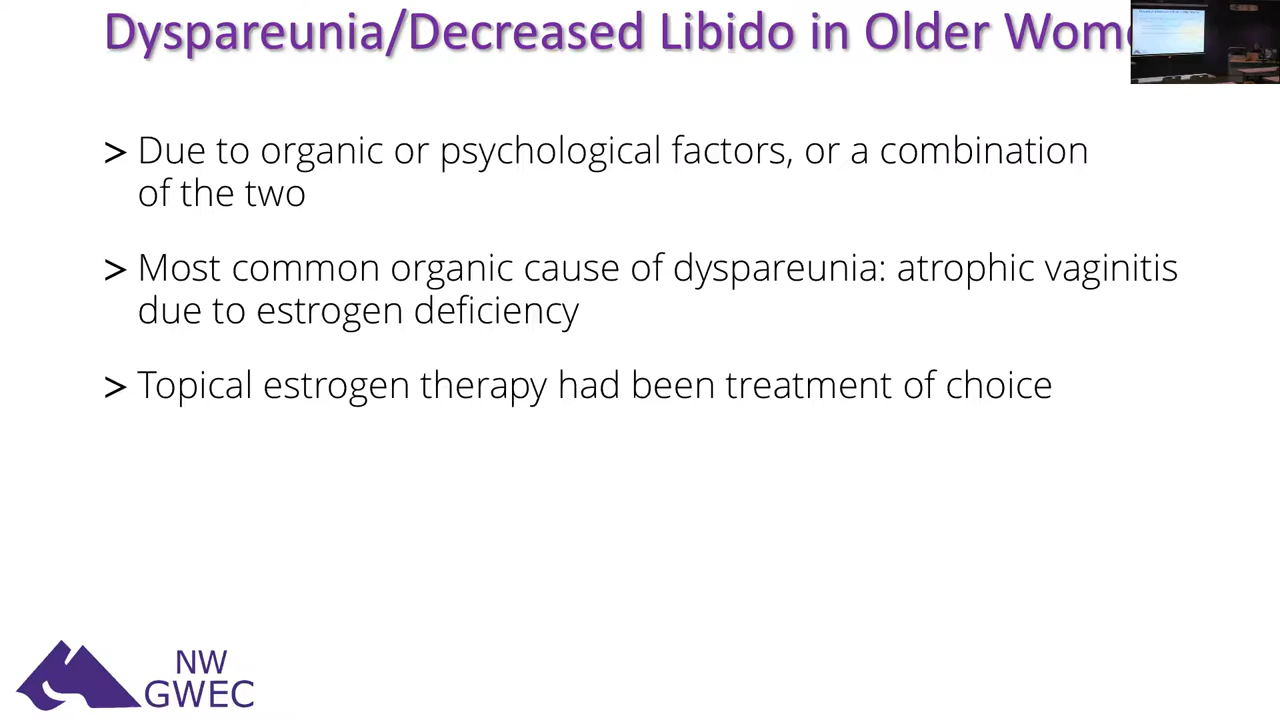 Dyspareunia/Decreased Libido in Older Wom
> Due to organic or psychological factors, or a combination
of the two
> Most common organic cause of dyspareunia: atrophic vaginitis
due to estrogen deficiency
> Topical estrogen therapy had been treatment of choice
NW
GWEC